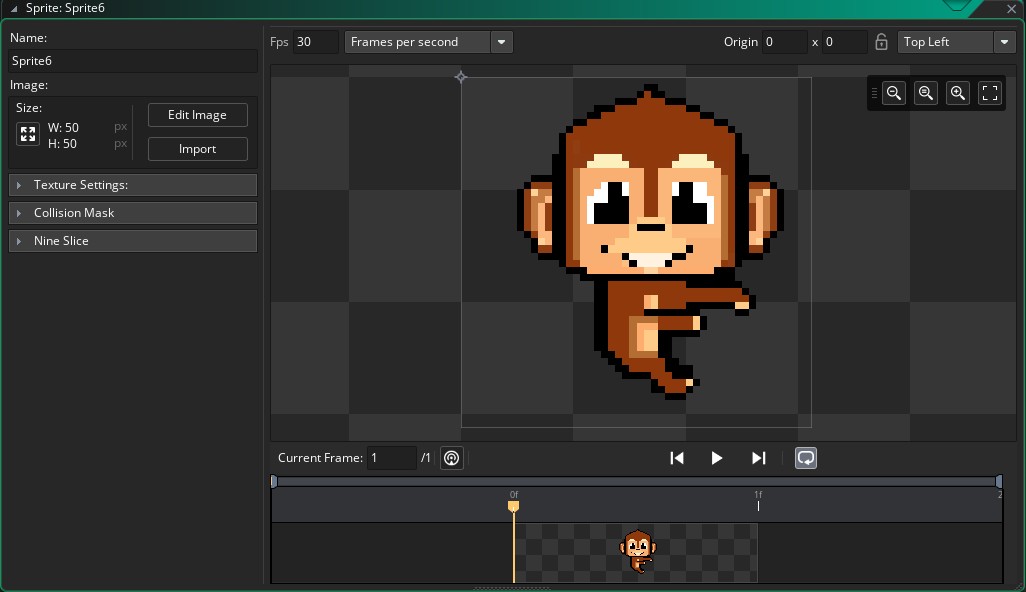 Sprite: Sprite6
Name:
Sprite6
Image:
Size:
W: 50 px
H: 50 px
Edit Image
Import
Texture Settings:
Collision Mask
Nine Slice
Fps 30 Frames per second Origin 0 x 0 Top Left
Current Frame: 1 /1
0f 1f 2